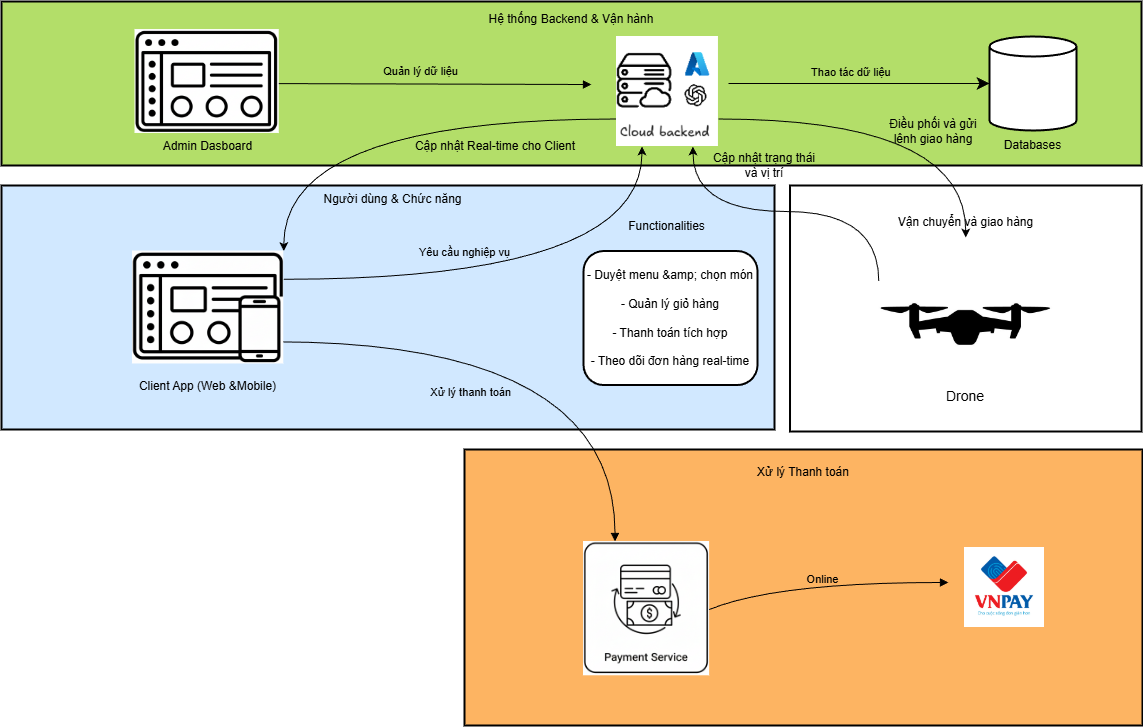 Hệ thống Backend & Vận hành
Quản lý dữ liệu
Thao tác dữ liệu
Cloud backend
Admin Dasboard
Cập nhật Real-time cho Client
Điều phối và gửi
lệnh giao hàng
Databases
Cập nhật trạng thái
và vị trí
Người dùng & Chức năng
Functionalities
Vận chuyển và giao hàng
Yêu cầu nghiệp vụ
- Duyệt menu &amp; chọn món
- Quản lý giỏ hàng
- Thanh toán tích hợp
- Theo dõi đơn hàng real-time
Client App (Web &Mobile)
Xử lý thanh toán
Drone
Xử lý Thanh toán
Online
VNPAY
Payment Service